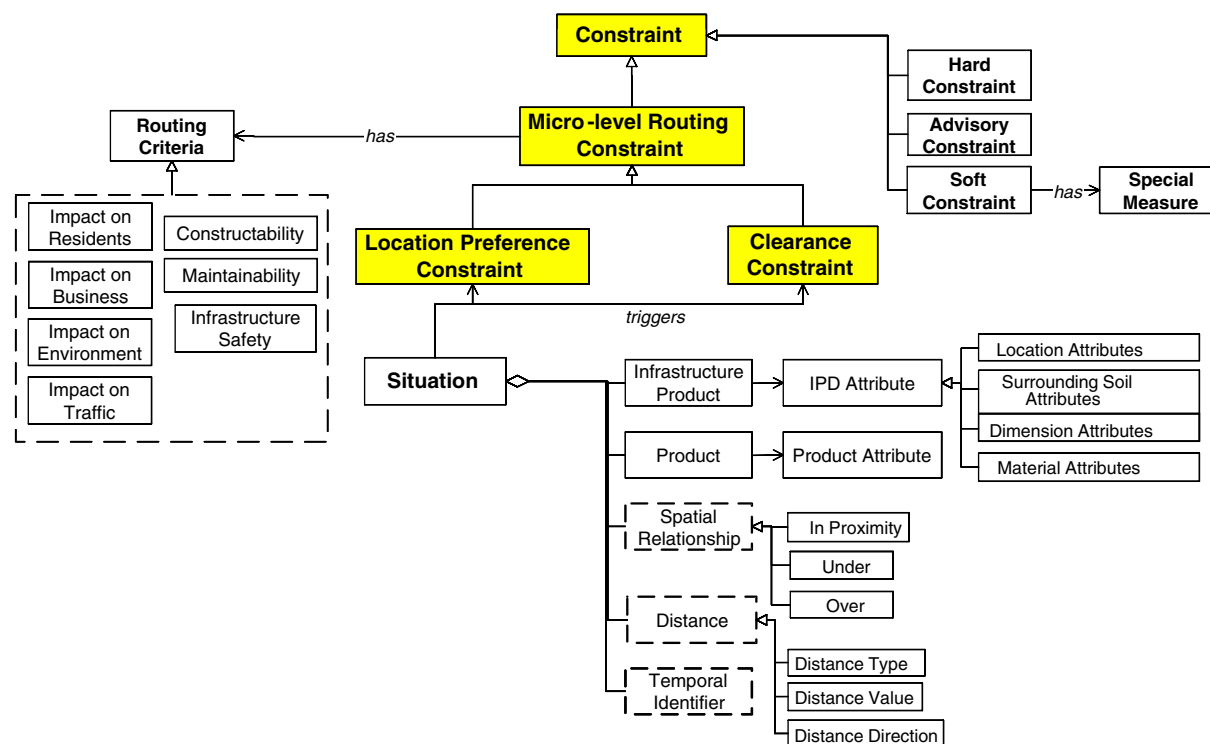 Constraint
Hard
Constraint
Advisory
Constraint
Soft
Constraint
has
Special
Measure
Routing
Criteria
has
Micro-level Routing
Constraint
Impact on
Residents
Constructability
Impact on
Business
Maintainability
Impact on
Environment
Infrastructure
Safety
Impact on
Traffic
Location Preference
Constraint
Clearance
Constraint
triggers
Situation
Infrastructure
Product
IPD Attribute
Location Attributes
Surrounding Soil
Attributes
Dimension Attributes
Material Attributes
Product
Product Attribute
Spatial
Relationship
In Proximity
Under
Over
Distance
Distance Type
Distance Value
Distance Direction
Temporal
Identifier